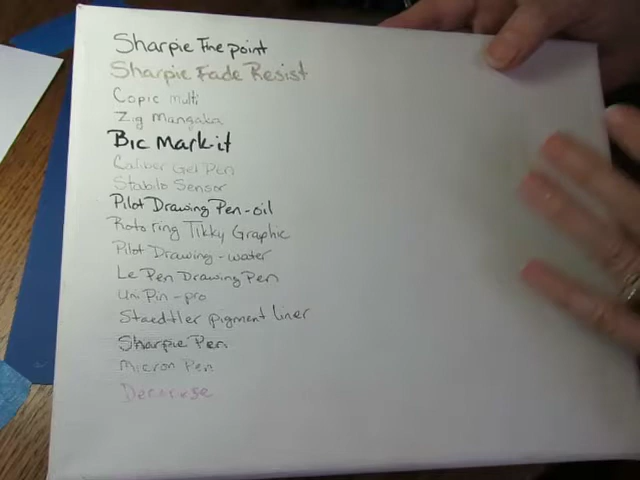 Sharpie Fine point
Sharpie Fade Resist
Copic multi
Zig Mangaka
Bic Mark-it
Caliber Gel Pen
Stabilo Sensor
Pilot Drawing Pen-oil
Rotoring Tikky Graphic
Pilot Drawing - water
Le Pen Drawing Pen
Uni Pin - pro
Staedtler pigment liner
Sharpie Pen
Micron Pen